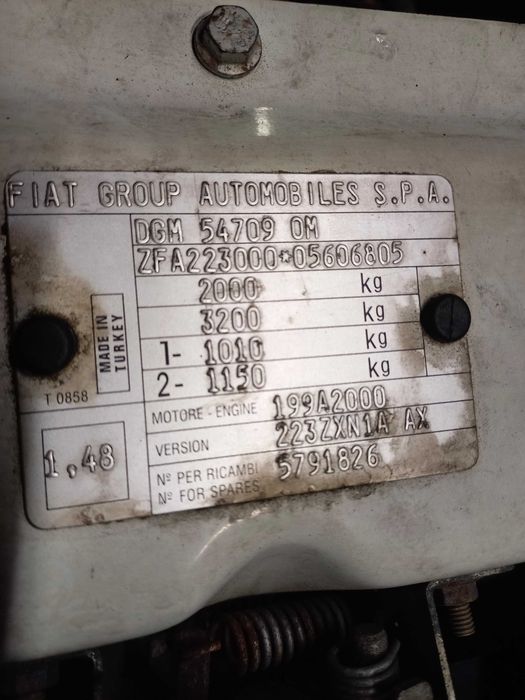 FIAT GROUP AUTOMOBILES S.P.A.
DGM 54709 OM
ZFA223000*05606805
2000 kg
3200 kg
1- 1010 kg
2- 1150 kg
MADE IN
TURKEY
T 0858
MOTORE - ENGINE 199A2000
VERSION 223ZXN1A AX
Nº PER RICAMBI
Nº FOR SPARES 5791826
1,48